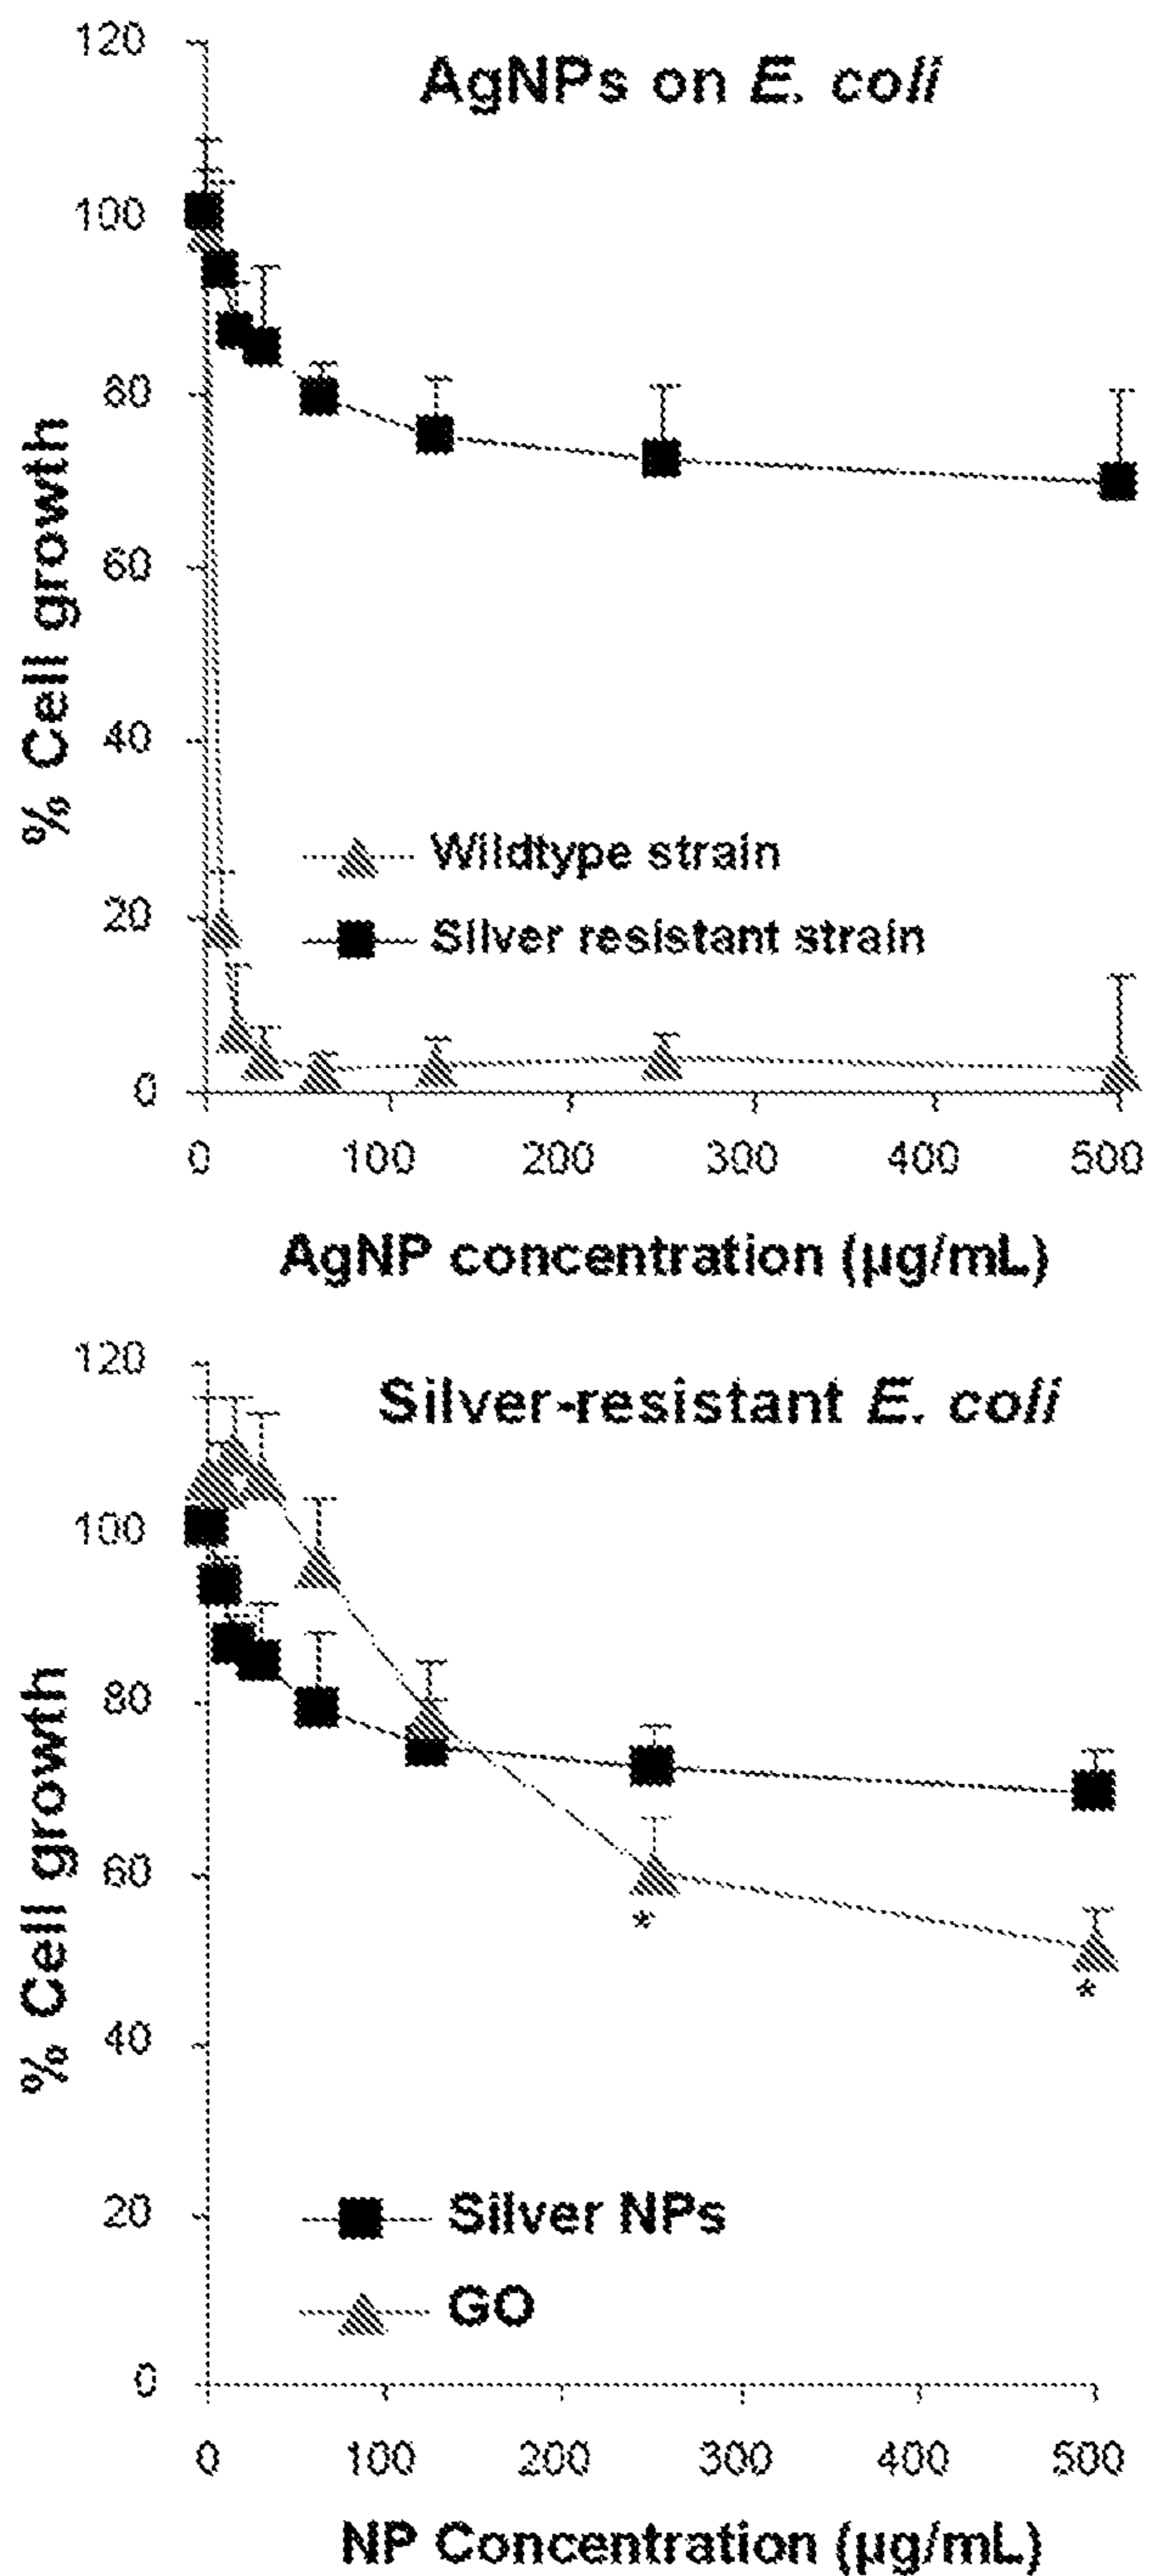 AgNPs on E. coli
120
100
80
60
40
20
0
% Cell growth
Wildtype strain
Silver resistant strain
0 100 200 300 400 500
AgNP concentration (µg/mL)
Silver-resistant E. coli
120
100
80
60
40
20
0
% Cell growth
*
*
Silver NPs
GO
0 100 200 300 400 500
NP Concentration (µg/mL)